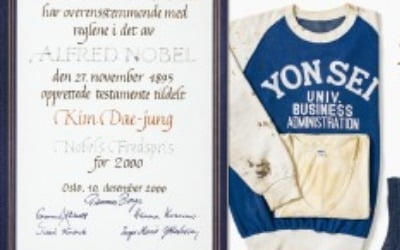 har overensstemmende med
reglene i det av
ALFRED NOBEL
den 27. november 1895
opprettede testamente tildelt
Kim Dae-jung
Nobels Fredspris
for 2000
Oslo, 10. desember 2000
YONSEI
UNIV.
BUSINESS
ADMINISTRATION